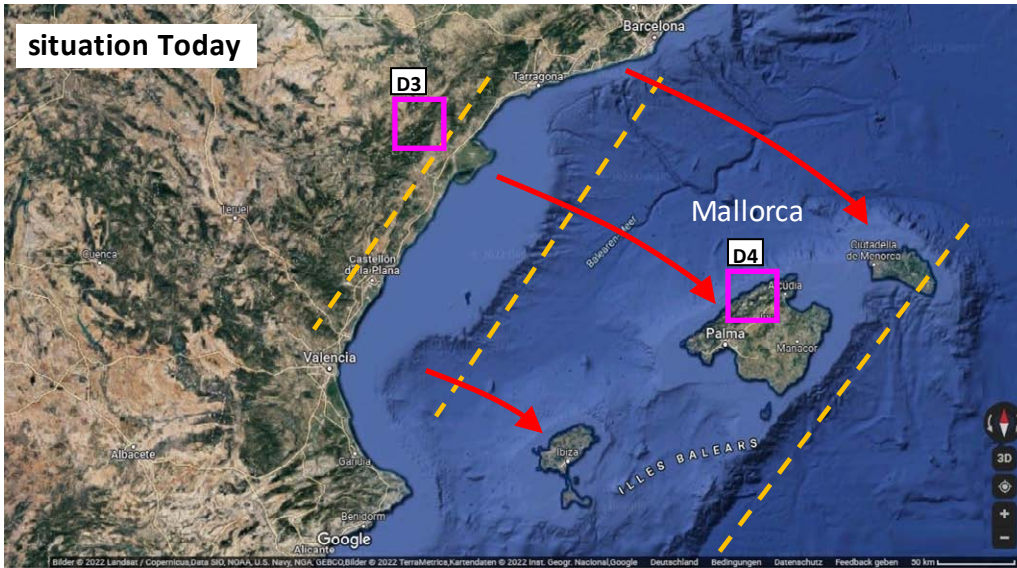 situation Today
Barcelona
D3
Tarragona
Teruel
Mallorca
Balearen-Meer
Cuenca
Ciutadella
de Menorca
D4
Castellón
de la Plana
Alcúdia
Palma
Manacor
Valencia
Ibiza
ILLES BALEARS
Albacete
Gandia
3D
Benidorm
Google
Alicante
Bilder © 2022 Landsat / Copernicus,Data SIO, NOAA, U.S. Navy, NGA, GEBCO,Bilder © 2022 TerraMetrics,Kartendaten © 2022 Inst. Geogr. Nacional,Google Deutschland Bedingungen Datenschutz Feedback geben 50 km